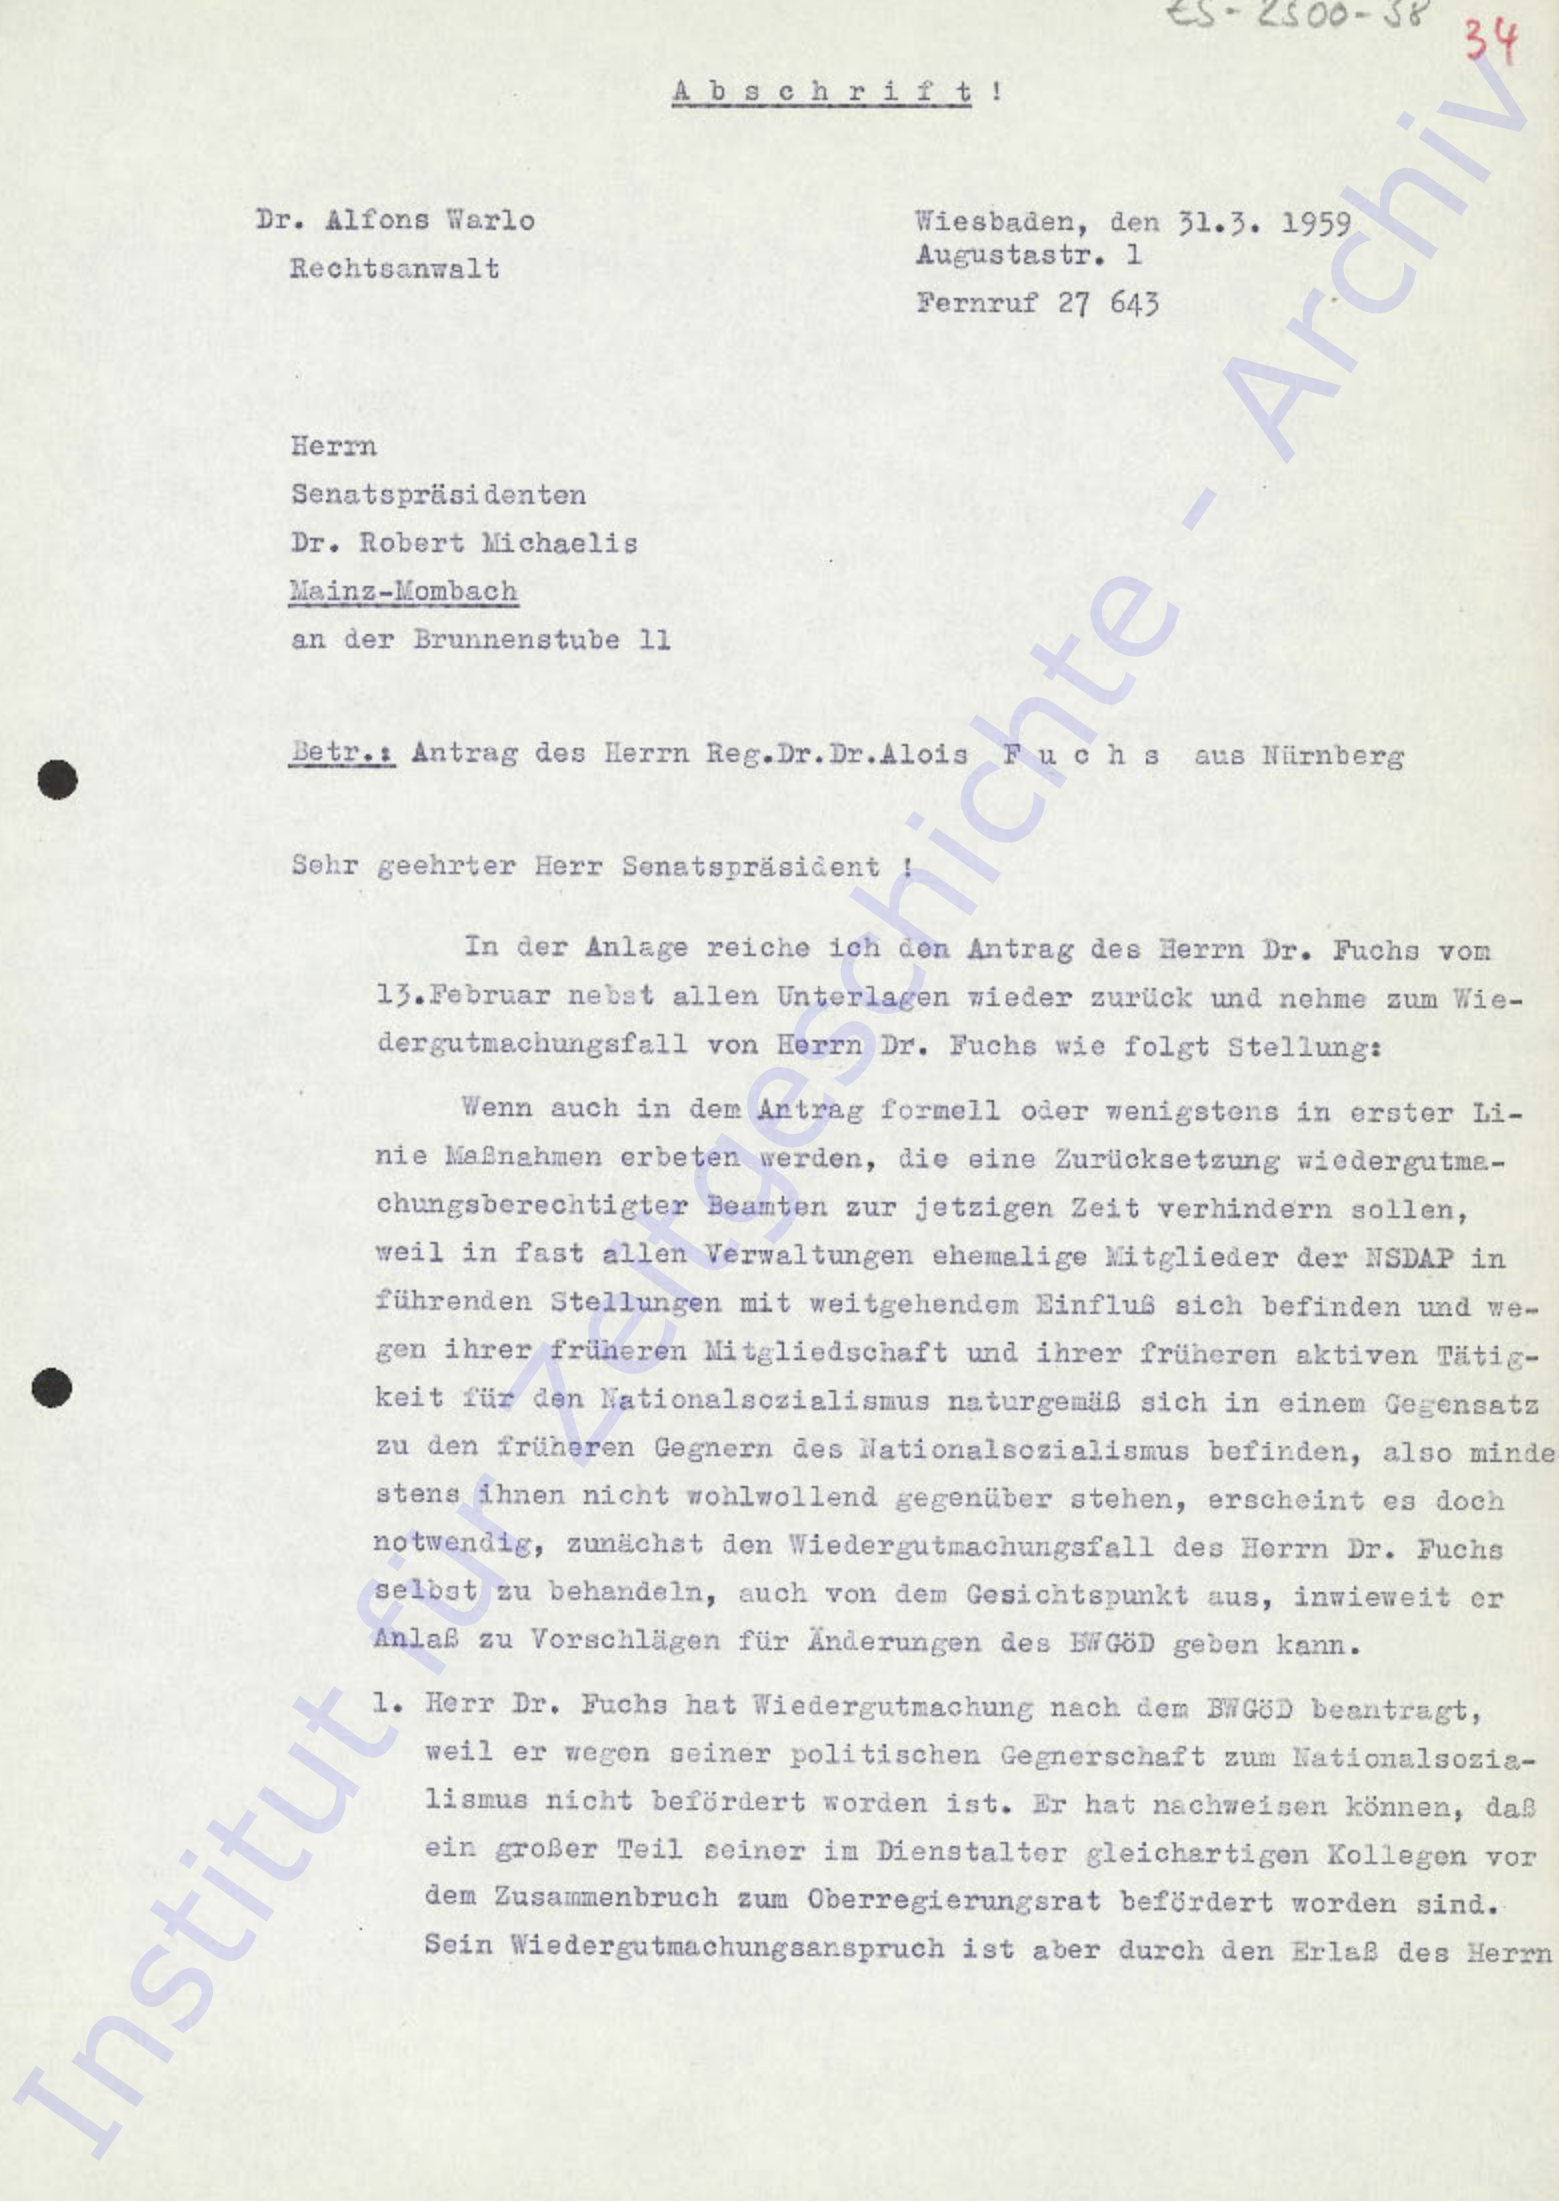 ZS-2500-38
34
Abschrift!
Dr. Alfons Warlo
Rechtsanwalt
Wiesbaden, den 31.3. 1959
Augustastr. 1
Fernruf 27 643
Herrn
Senatspräsidenten
Dr. Robert Michaelis
Mainz-Mombach
an der Brunnenstube 11
Betr.: Antrag des Herrn Reg.Dr.Dr.Alois F u c h s aus Nürnberg
Sehr geehrter Herr Senatspräsident !
In der Anlage reiche ich den Antrag des Herrn Dr. Fuchs vom
13.Februar nebst allen Unterlagen wieder zurück und nehme zum Wie-
dergutmachungsfall von Herrn Dr. Fuchs wie folgt Stellung:
Wenn auch in dem Antrag formell oder wenigstens in erster Li-
nie Maßnahmen erbeten werden, die eine Zurücksetzung wiedergutma-
chungsberechtigter Beamten zur jetzigen Zeit verhindern sollen,
weil in fast allen Verwaltungen ehemalige Mitglieder der NSDAP in
führenden Stellungen mit weitgehendem Einfluß sich befinden und we-
gen ihrer früheren Mitgliedschaft und ihrer früheren aktiven Tätig-
keit für den Nationalsozialismus naturgemäß sich in einem Gegensatz
zu den früheren Gegnern des Nationalsozialismus befinden, also minde
stens ihnen nicht wohlwollend gegenüber stehen, erscheint es doch
notwendig, zunächst den Wiedergutmachungsfall des Herrn Dr. Fuchs
selbst zu behandeln, auch von dem Gesichtspunkt aus, inwieweit er
Anlaß zu Vorschlägen für Änderungen des BWGöD geben kann.
1. Herr Dr. Fuchs hat Wiedergutmachung nach dem BWGöD beantragt,
weil er wegen seiner politischen Gegnerschaft zum Nationalsozia-
lismus nicht befördert worden ist. Er hat nachweisen können, daß
ein großer Teil seiner im Dienstalter gleichartigen Kollegen vor
dem Zusammenbruch zum Oberregierungsrat befördert worden sind.
Sein Wiedergutmachungsanspruch ist aber durch den Erlaß des Herrn
Institut für Zeitgeschichte - Archiv